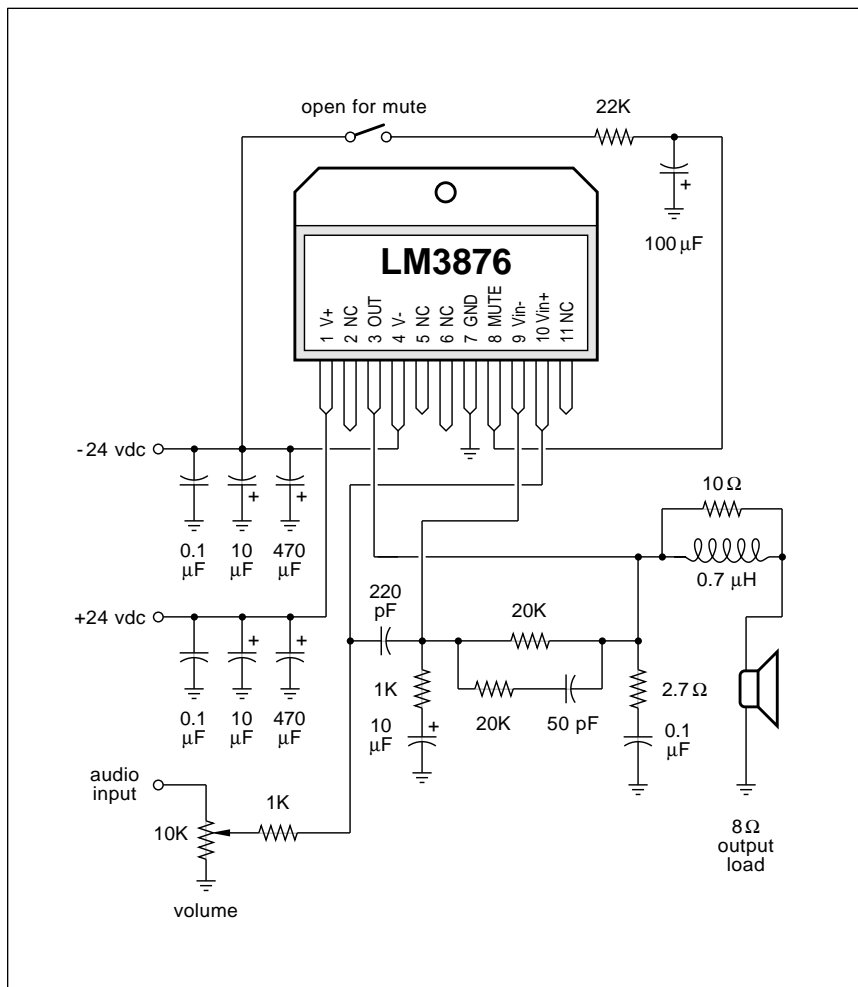 open for mute
22K
100 µF
LM3876
1 V+
2 NC
3 OUT
4 V-
5 NC
6 NC
7 GND
8 MUTE
9 Vin-
10 Vin+
11 NC
-24 vdc
+
+
+
0.1 µF
10 µF
470 µF
10 Ω
0.7 µH
+24 vdc
+
+
0.1 µF
10 µF
470 µF
220 pF
20K
1K
20K
50 pF
10 µF
+
2.7 Ω
0.1 µF
audio input
10K
1K
volume
8 Ω
output
load